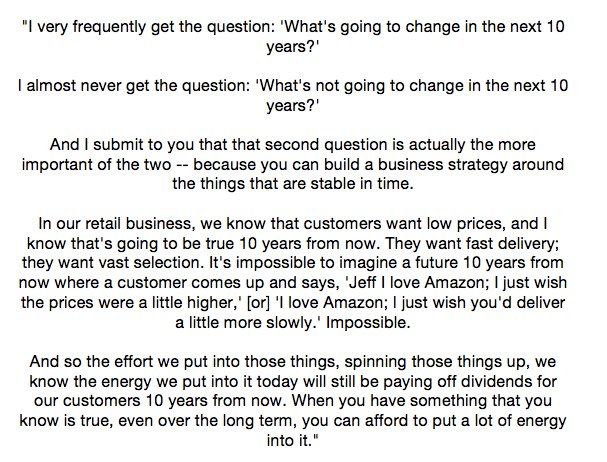 "I very frequently get the question: 'What's going to change in the next 10
years?'
I almost never get the question: 'What's not going to change in the next 10
years?'
And I submit to you that that second question is actually the more
important of the two -- because you can build a business strategy around
the things that are stable in time.
In our retail business, we know that customers want low prices, and I
know that's going to be true 10 years from now. They want fast delivery;
they want vast selection. It's impossible to imagine a future 10 years from
now where a customer comes up and says, 'Jeff I love Amazon; I just wish
the prices were a little higher,' [or] 'I love Amazon; I just wish you'd deliver
a little more slowly.' Impossible.
And so the effort we put into those things, spinning those things up, we
know the energy we put into it today will still be paying off dividends for
our customers 10 years from now. When you have something that you
know is true, even over the long term, you can afford to put a lot of energy
into it."